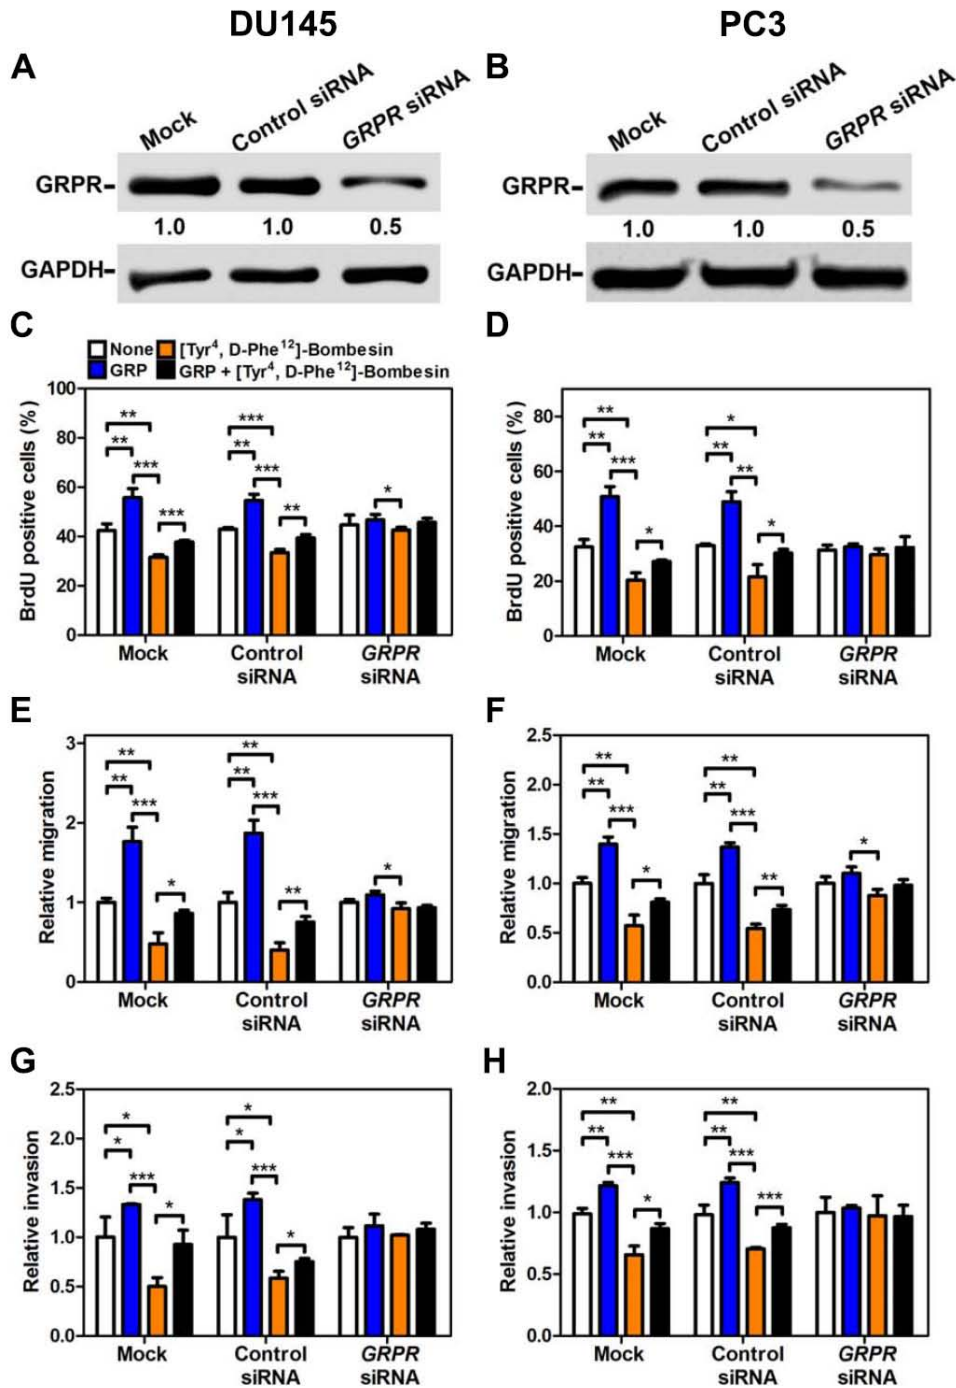 DU145
PC3
A
Mock
Control siRNA
GRPR siRNA
GRPR
1.0 1.0 0.5
GAPDH
B
Mock
Control siRNA
GRPR siRNA
GRPR
1.0 1.0 0.5
GAPDH
C
None [Tyr4, D-Phe12]-Bombesin
GRP GRP + [Tyr4, D-Phe12]-Bombesin
BrdU positive cells (%)
100
80
60
40
20
0
** ** *** ***
*** ** *** **
*
Mock Control siRNA GRPR siRNA
D
BrdU positive cells (%)
80
60
40
20
0
** ** *** *
* ** ** *
Mock Control siRNA GRPR siRNA
E
Relative migration
3
2
1
0
** ** *** *
** ** *** **
*
Mock Control siRNA GRPR siRNA
F
Relative migration
2.5
2.0
1.5
1.0
0.5
0.0
** ** *** *
** ** *** **
*
Mock Control siRNA GRPR siRNA
G
Relative invasion
2.5
2.0
1.5
1.0
0.5
0.0
* * *** *
* * *** *
Mock Control siRNA GRPR siRNA
H
Relative invasion
2.0
1.5
1.0
0.5
0.0
** ** *** *
** ** *** ***
Mock Control siRNA GRPR siRNA